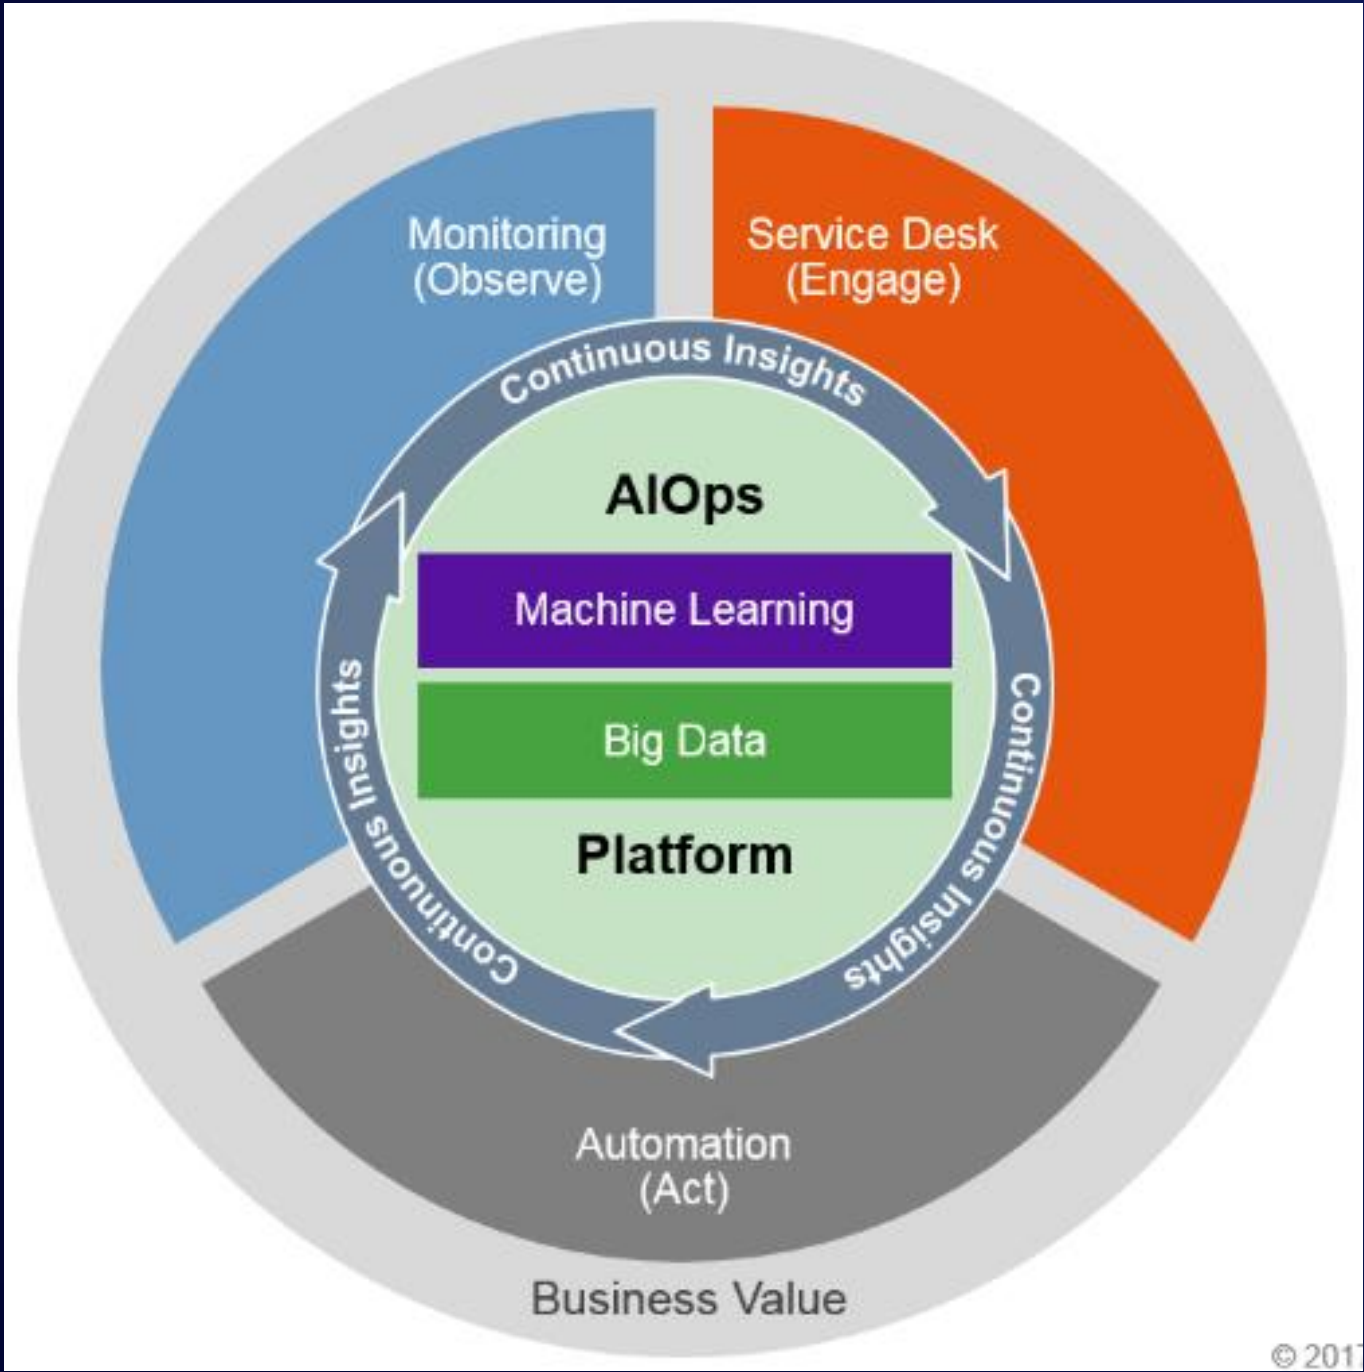 Monitoring
(Observe)
Service Desk
(Engage)
Continuous Insights
AIOps
Machine Learning
Big Data
Platform
Continuous Insights
Continuous Insights
Automation
(Act)
Business Value
© 2017